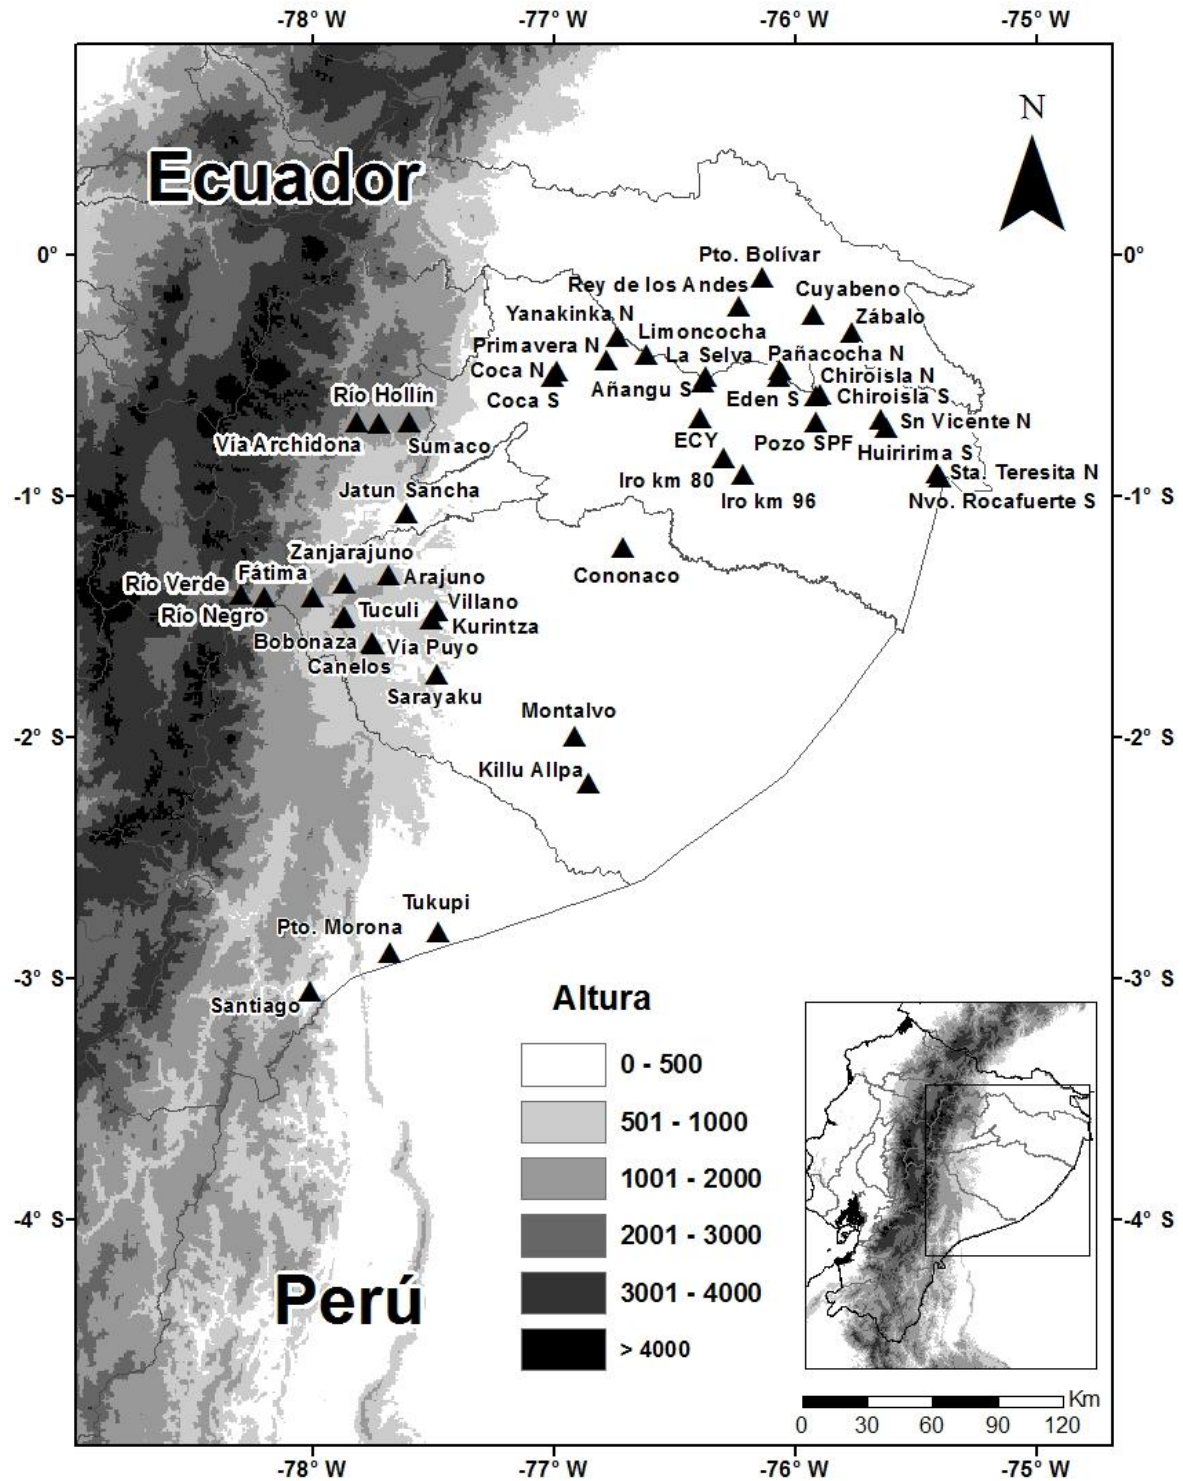 -78° W
-77° W
-76° W
-75° W
N
Ecuador
0°
0°
Pto. Bolívar
Rey de los Andes
Cuyabeno
Yanakinka N
Limoncocha
Zábalo
Primavera N
La Selva
Pañacocha N
Coca N
Chiroisla N
Coca S
Añangu S
Eden S
Chiroisla S
Río Hollín
Sn Vicente N
Vía Archidona
Sumaco
ECY
Pozo SPF
Huiririma S
Iro km 80
Sta. Teresita N
Jatun Sancha
Iro km 96
Nvo. Rocafuerte S
-1° S
-1° S
Zanjarajuno
Río Verde
Fátima
Arajuno
Cononaco
Río Negro
Tuculi
Villano
Kurintza
Bobonaza
Vía Puyo
Canelos
Sarayaku
Montalvo
-2° S
-2° S
Killu Allpa
Tukupi
Pto. Morona
-3° S
-3° S
Santiago
Altura
0 - 500
501 - 1000
1001 - 2000
2001 - 3000
3001 - 4000
> 4000
-4° S
-4° S
Perú
Km
0 30 60 90 120
-78° W
-77° W
-76° W
-75° W